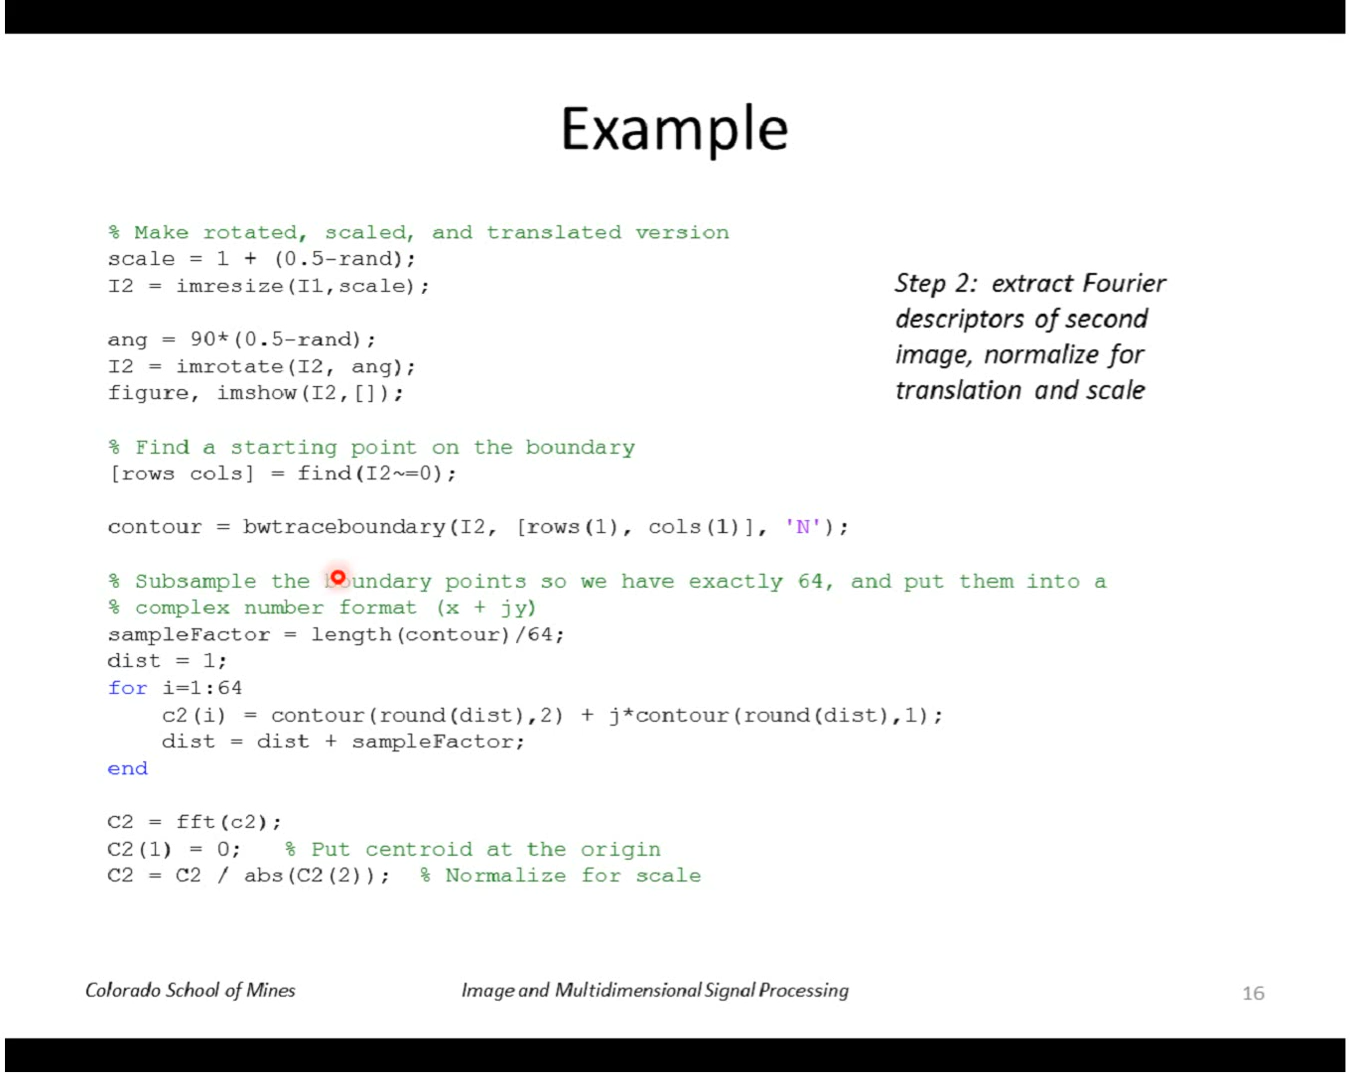 Example
% Make rotated, scaled, and translated version
scale = 1 + (0.5-rand);
I2 = imresize(I1,scale);
ang = 90*(0.5-rand);
I2 = imrotate(I2, ang);
figure, imshow(I2,[]);
% Find a starting point on the boundary
[rows cols] = find(I2~=0);
contour = bwtraceboundary(I2, [rows(1), cols(1)], 'N');
% Subsample the boundary points so we have exactly 64, and put them into a
% complex number format (x + jy)
sampleFactor = length(contour)/64;
dist = 1;
for i=1:64
c2(i) = contour(round(dist),2) + j*contour(round(dist),1);
dist = dist + sampleFactor;
end
C2 = fft(c2);
C2(1) = 0;   % Put centroid at the origin
C2 = C2 / abs(C2(2));  % Normalize for scale
Step 2: extract Fourier
descriptors of second
image, normalize for
translation and scale
Colorado School of Mines
Image and Multidimensional Signal Processing
16